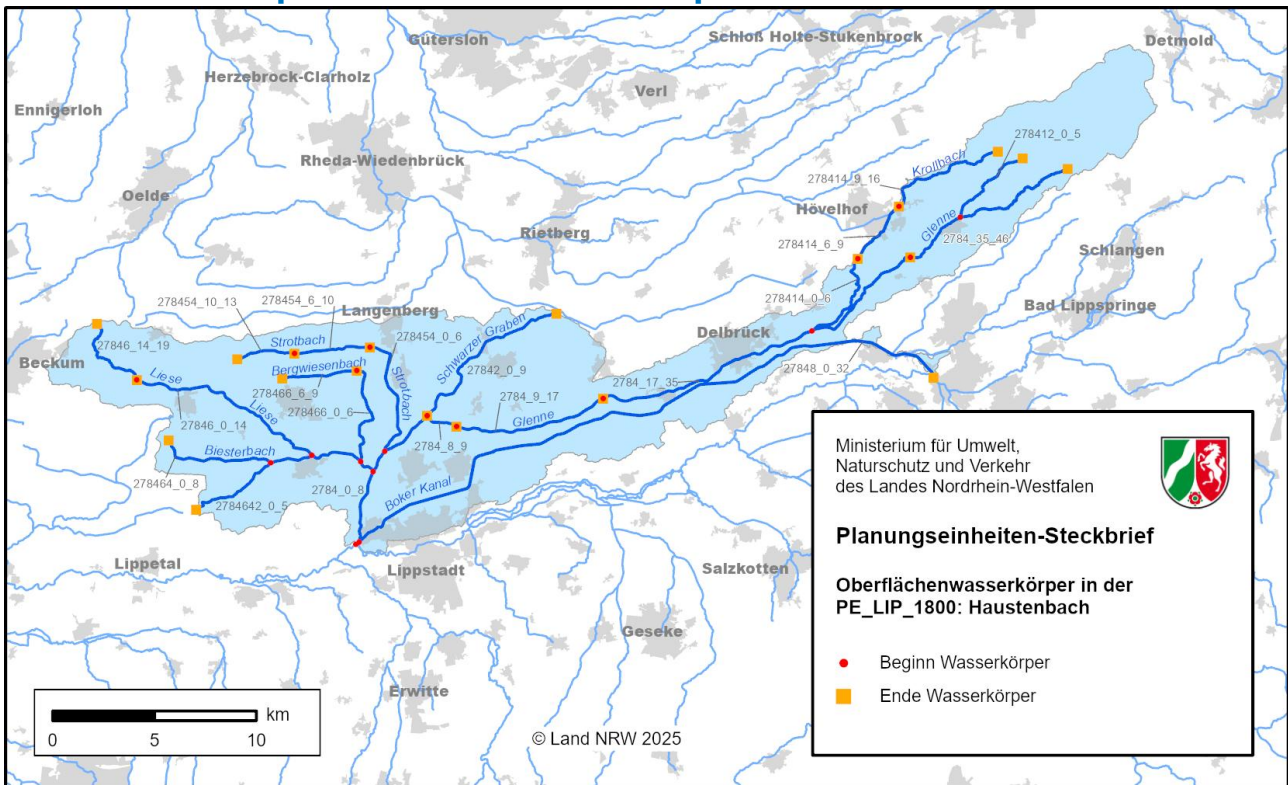 Gütersloh
Schloß Holte-Stukenbrock
Detmold
Herzebrock-Clarholz
Verl
Ennigerloh
278412_0_5
Krollbach
Rheda-Wiedenbrück
278414_9_16
Oelde
Hövelhof
Glenne
Rietberg
278414_6_9
2784_35_46
Schlangen
278454_6_10
278454_10_13
278414_0_6
Bad Lippspringe
Langenberg
278454_0_6
Delbrück
Schwarzer Graben
27846_14_19
Strotbach
27848_0_32
Beckum
Bergwiesenbach
27842_0_9
2784_17_35
Liese
278466_6_9
Strotbach
2784_9_17
278466_0_6
Liese
Glenne
27846_0_14
2784_8_9
Biesterbach
Boker Kanal
278464_0_8
2784_0_8
2784642_0_5
Lippetal
Lippstadt
Salzkotten
Geseke
Erwitte
Ministerium für Umwelt,
Naturschutz und Verkehr
des Landes Nordrhein-Westfalen
Planungseinheiten-Steckbrief
Oberflächenwasserkörper in der
PE_LIP_1800: Haustenbach
Beginn Wasserkörper
Ende Wasserkörper
km
0 5 10
© Land NRW 2025